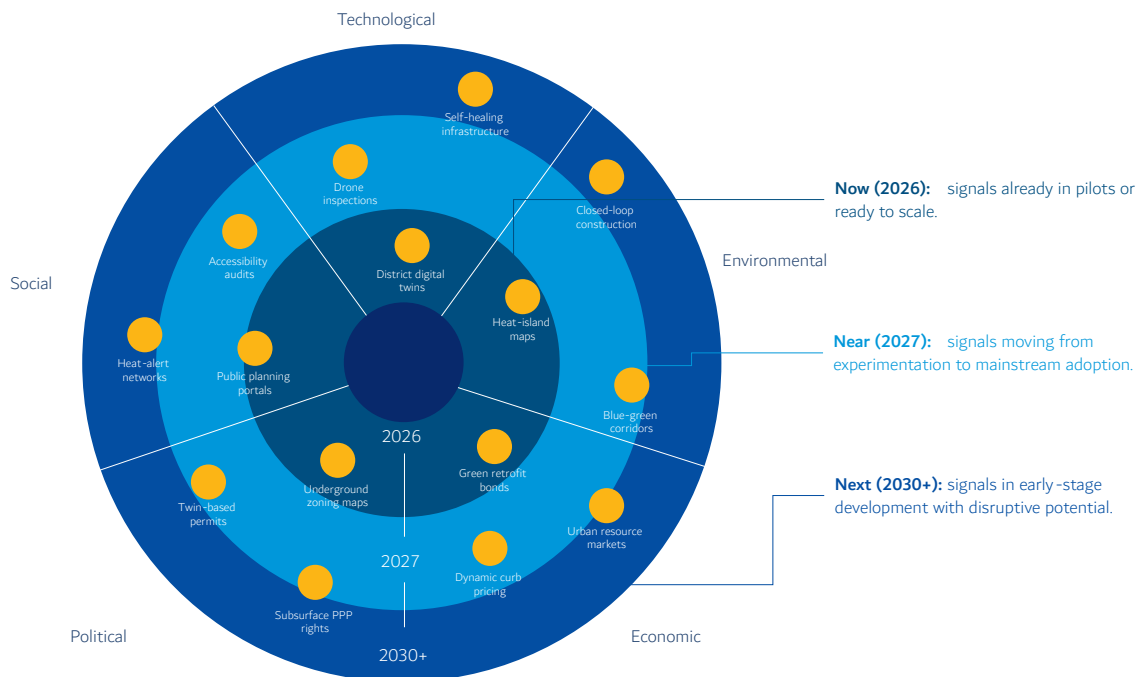 Technological
Self-healing
infrastructure
Drone
inspections
Closed-loop
construction
Now (2026): signals already in pilots or
ready to scale.
Accessibility
audits
District digital
twins
Environmental
Social
Heat-island
maps
Heat-alert
networks
Public planning
portals
Near (2027): signals moving from
experimentation to mainstream adoption.
Blue-green
corridors
2026
Underground
zoning maps
Green retrofit
bonds
Next (2030+): signals in early-stage
development with disruptive potential.
Twin-based
permits
Urban resource
markets
2027
Dynamic curb
pricing
Subsurface PPP
rights
Political
Economic
2030+